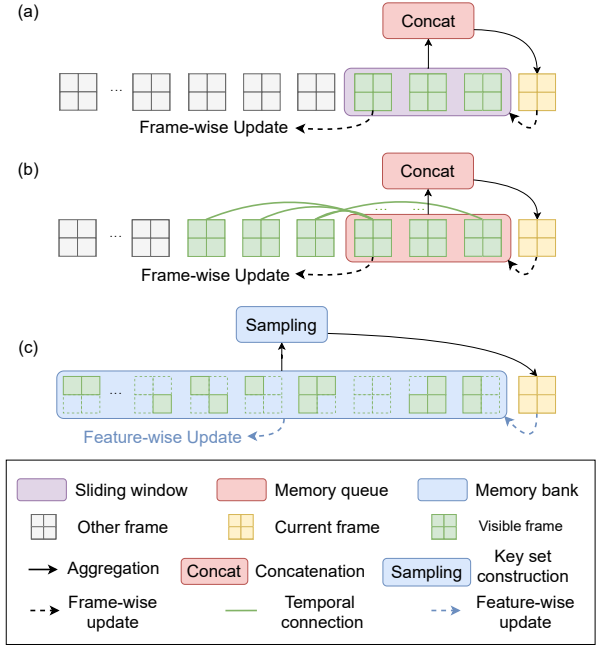 (a)
Concat
...
Frame-wise Update
(b)
Concat
... ...
...
Frame-wise Update
Sampling
(c)
...
Feature-wise Update
Sliding window
Memory queue
Memory bank
Other frame
Current frame
Visible frame
Aggregation
Concat
Concatenation
Sampling
Key set
construction
Frame-wise
update
Temporal
connection
Feature-wise
update